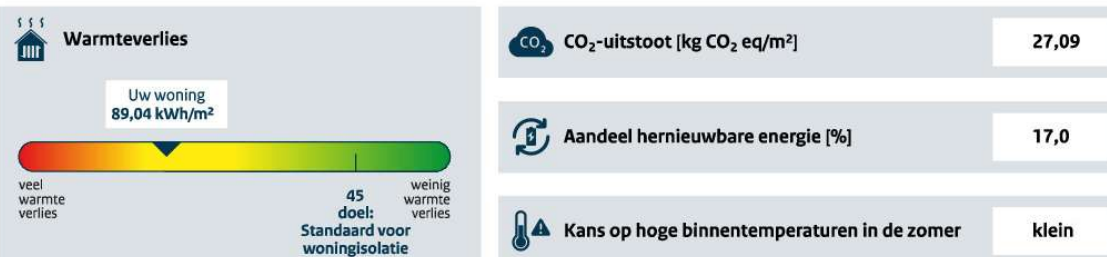 Warmteverlies
Uw woning
89,04 kWh/m²
veel
warmte
verlies
45
doel:
Standaard voor
woningisolatie
weinig
warmte
verlies
CO₂
CO₂-uitstoot [kg CO₂ eq/m²]
27,09
Aandeel hernieuwbare energie [%]
17,0
Kans op hoge binnentemperaturen in de zomer
klein